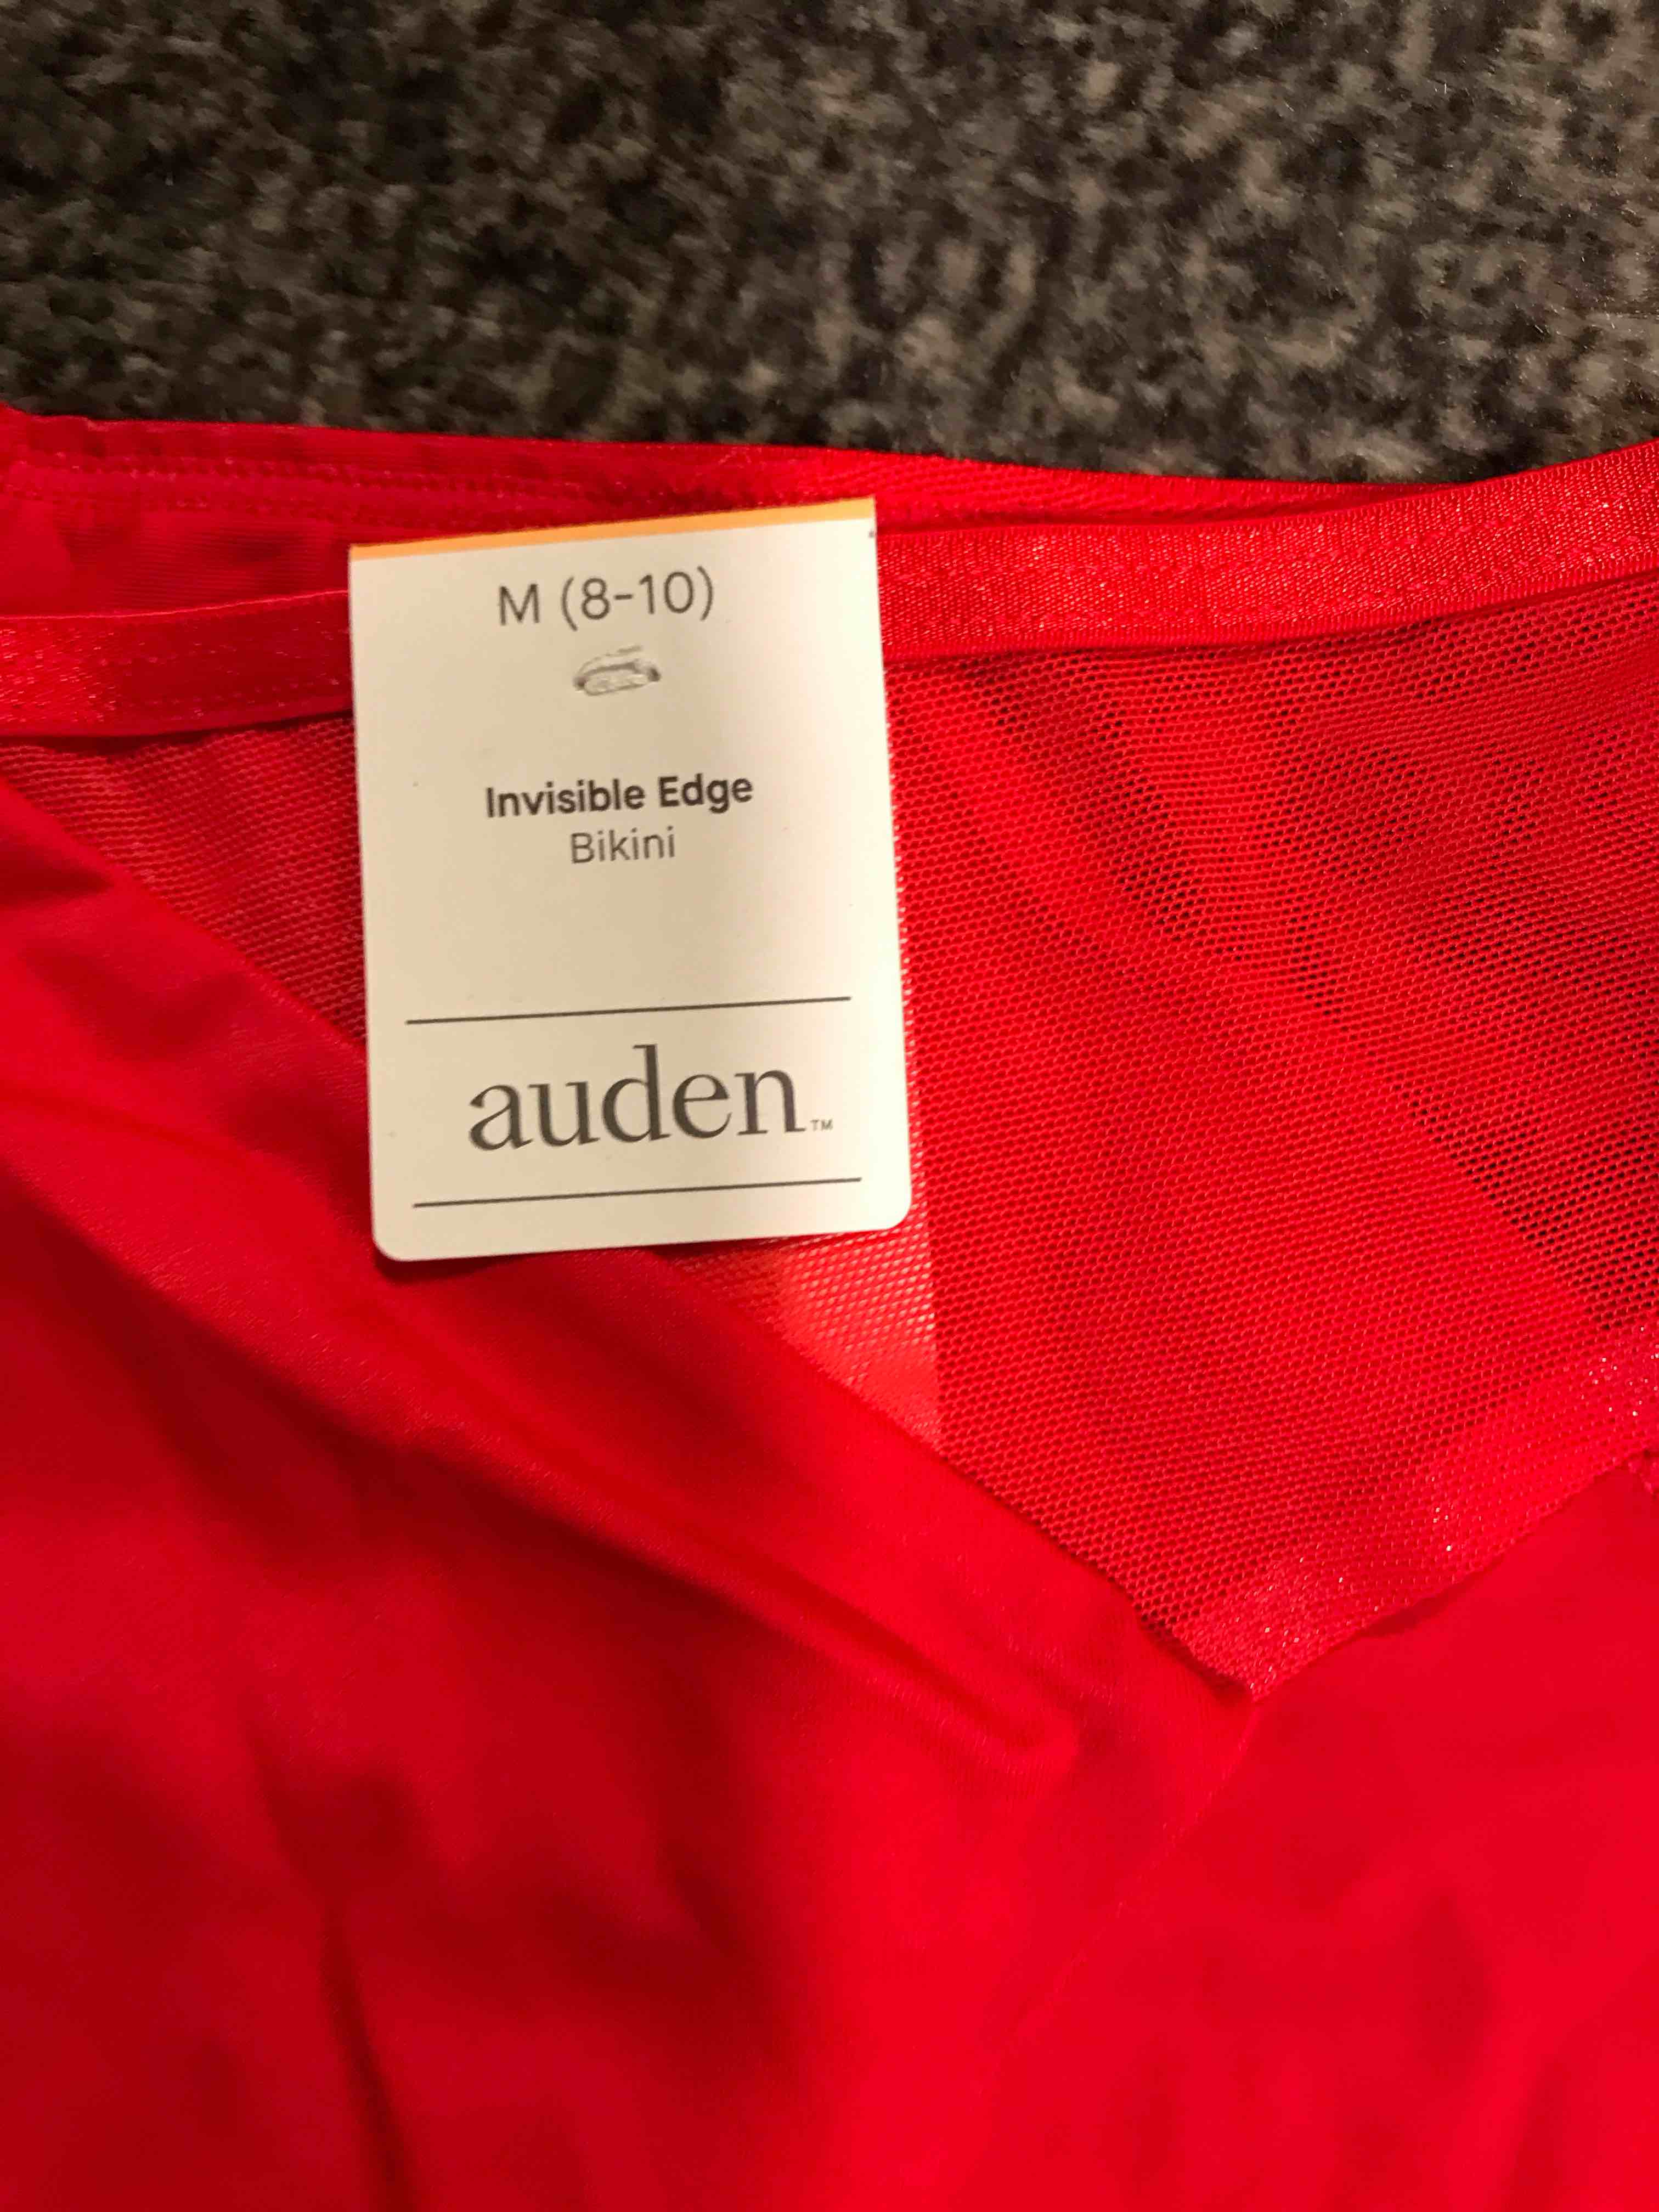 M (8-10)
Invisible Edge
Bikini
auden™